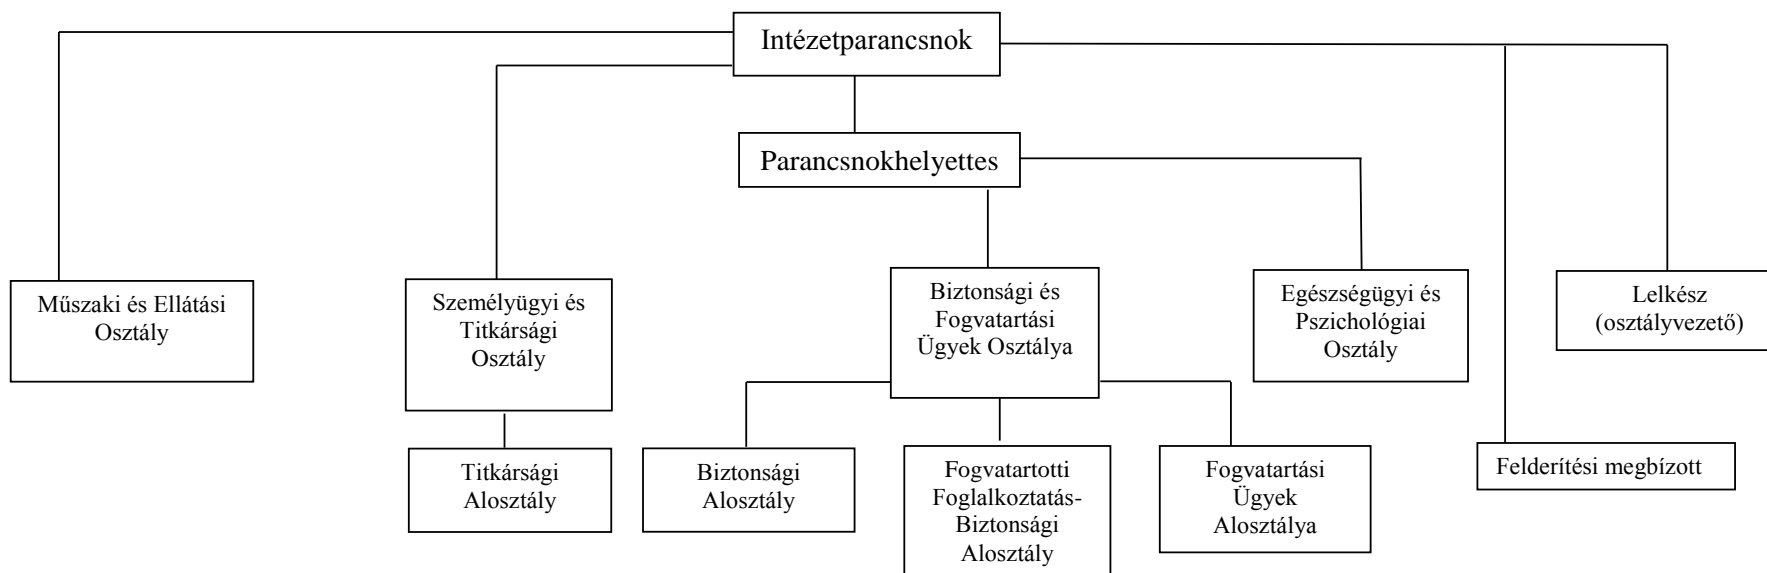 Intézetparancsnok
Parancsnokhelyettes
Műszaki és Ellátási
Osztály
Személyügyi és
Titkársági
Osztály
Biztonsági és
Fogvatartási
Ügyek Osztálya
Egészségügyi és
Pszichológiai
Osztály
Lelkész
(osztályvezető)
Titkársági
Alosztály
Biztonsági
Alosztály
Fogvatartotti
Foglalkoztatás-
Biztonsági
Alosztály
Fogvatartási
Ügyek
Alosztálya
Felderítési megbízott